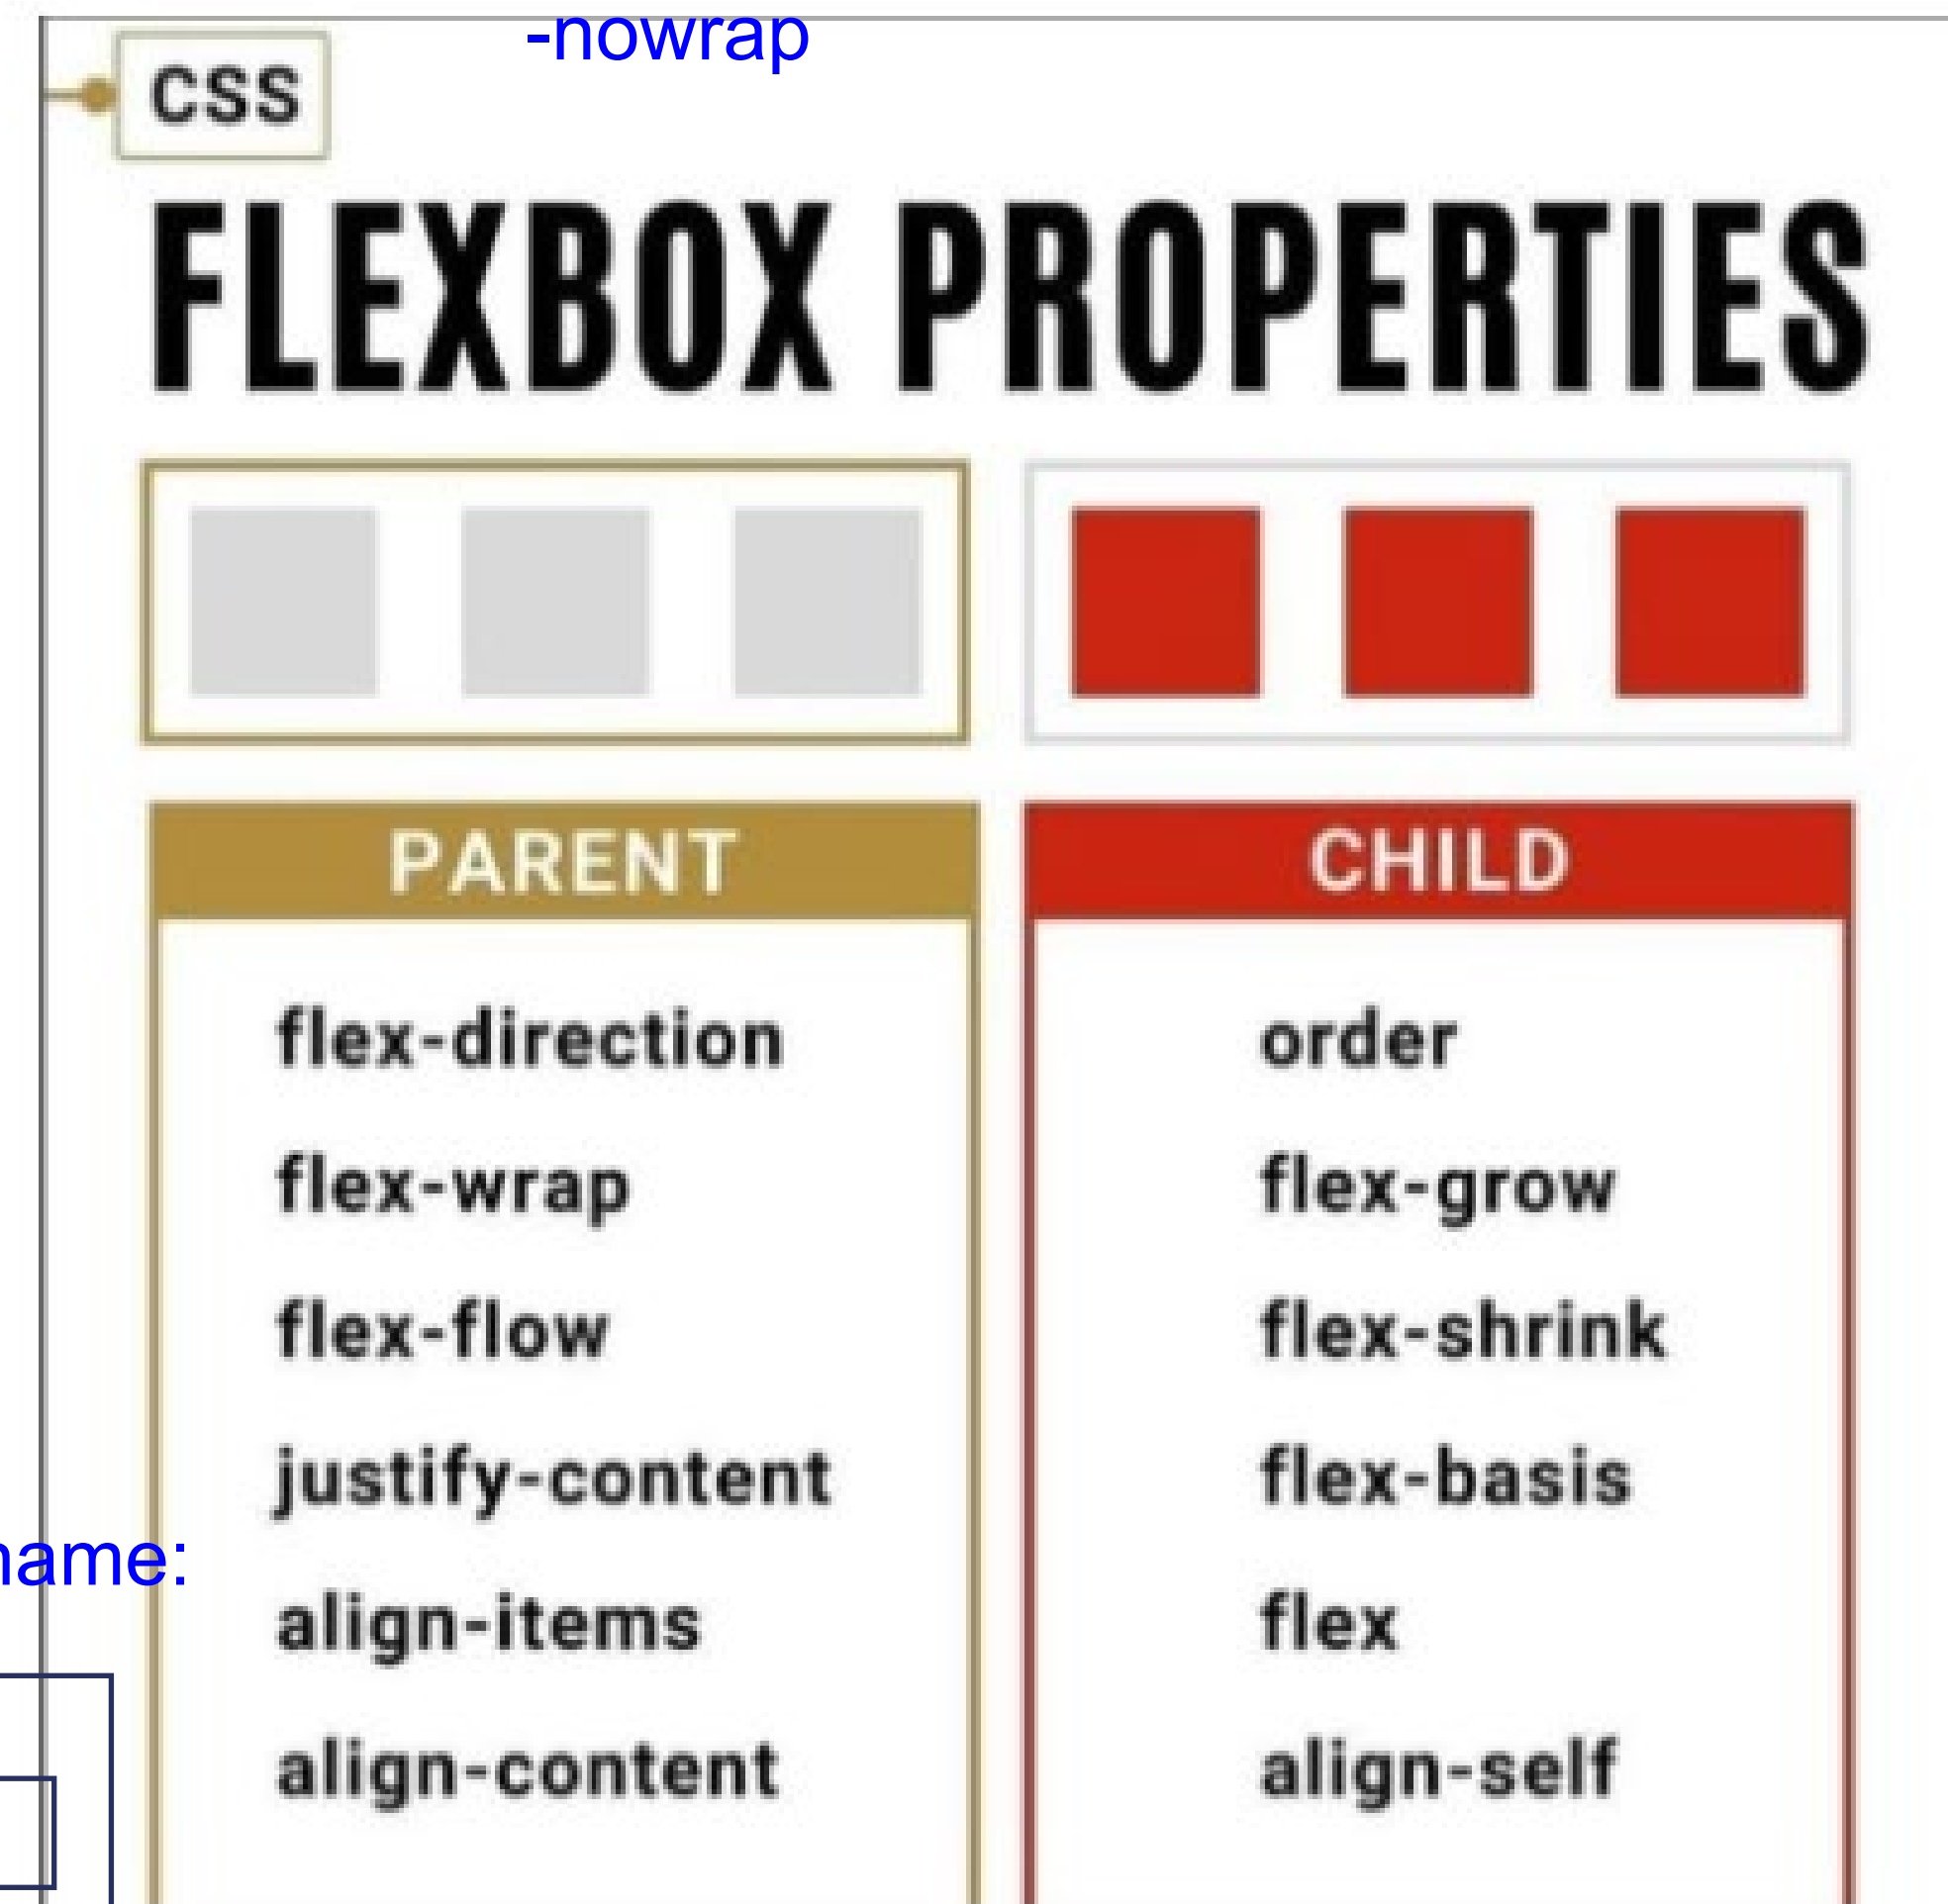 -nowrap
CSS
FLEXBOX PROPERTIES
PARENT
flex-direction
flex-wrap
flex-flow
justify-content
align-items
align-content
CHILD
order
flex-grow
flex-shrink
flex-basis
flex
align-self
name: